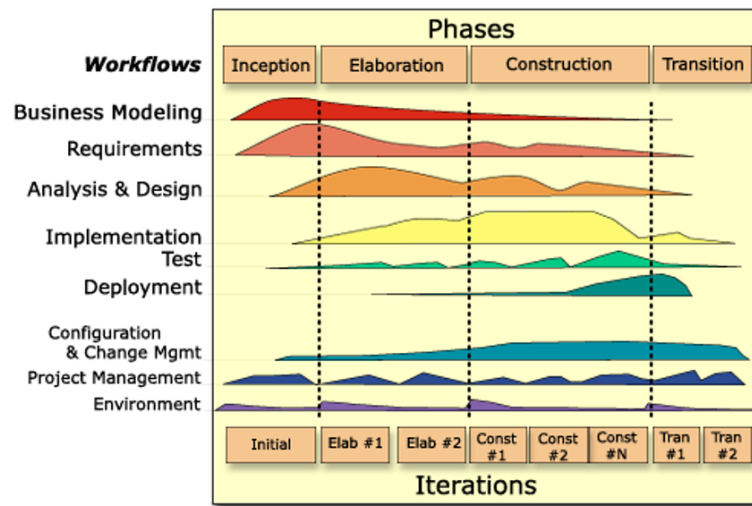 Phases
Workflows
Inception
Elaboration
Construction
Transition
Business Modeling
Requirements
Analysis & Design
Implementation
Test
Deployment
Configuration
& Change Mgmt
Project Management
Environment
Initial
Elab #1
Elab #2
Const
#1
Const
#2
Const
#N
Tran
#1
Tran
#2
Iterations